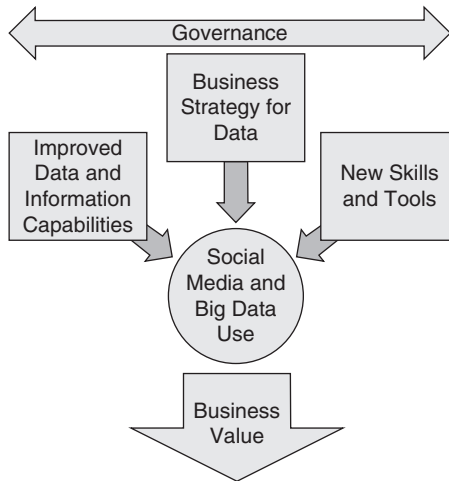 Governance
Business
Strategy for
Data
Improved
Data and
Information
Capabilities
New Skills
and Tools
Social
Media and
Big Data
Use
Business
Value